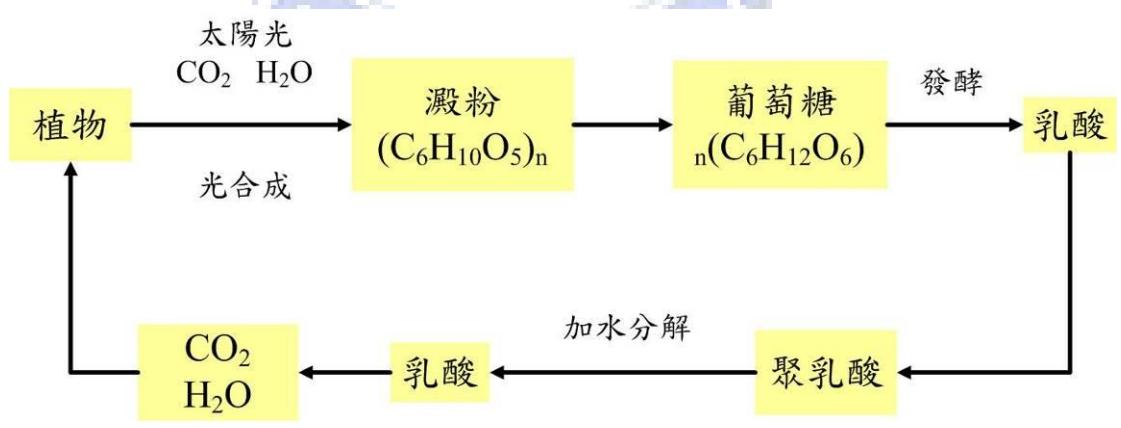 太陽光
CO₂ H₂O
植物
光合成
澱粉
(C₆H₁₀O₅)ₙ
葡萄糖
ₙ(C₆H₁₂O₆)
發酵
乳酸
聚乳酸
加水分解
乳酸
CO₂
H₂O